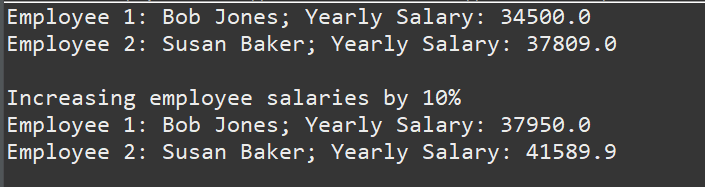 Employee 1: Bob Jones; Yearly Salary: 34500.0
Employee 2: Susan Baker; Yearly Salary: 37809.0

Increasing employee salaries by 10%
Employee 1: Bob Jones; Yearly Salary: 37950.0
Employee 2: Susan Baker; Yearly Salary: 41589.9